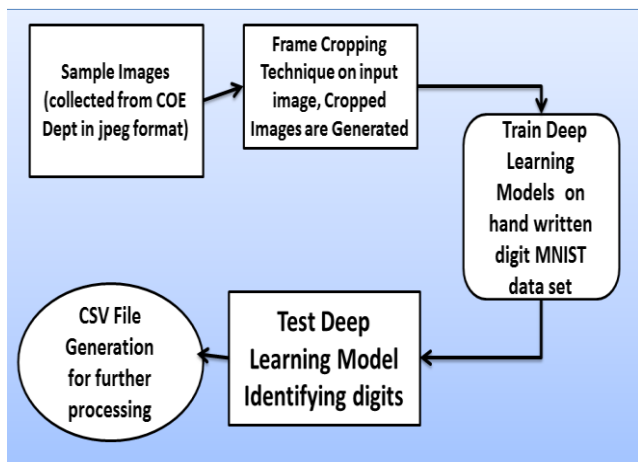 Sample Images
(collected from COE
Dept in jpeg format)
Frame Cropping
Technique on input
image, Cropped
Images are Generated
Train Deep
Learning
Models on
hand written
digit MNIST
data set
Test Deep
Learning Model
Identifying digits
CSV File
Generation
for further
processing